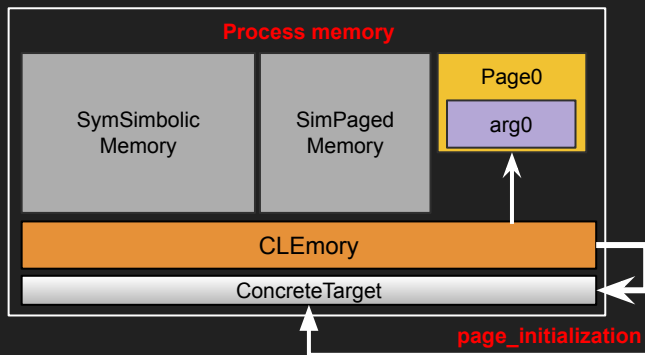 Process memory
SymSimbolic
Memory
SimPaged
Memory
Page0
arg0
CLEmory
ConcreteTarget
page_initialization